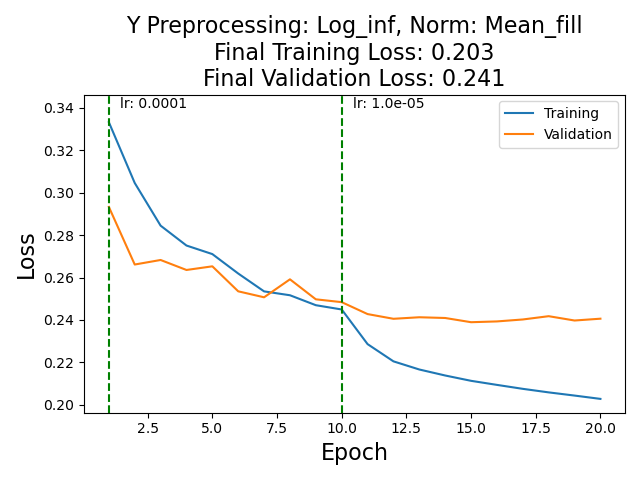 Y Preprocessing: Log_inf, Norm: Mean_fill
Final Training Loss: 0.203
Final Validation Loss: 0.241
lr: 0.0001
lr: 1.0e-05
Training
Validation
0.34
0.32
0.30
0.28
0.26
0.24
0.22
0.20
Loss
2.5
5.0
7.5
10.0
12.5
15.0
17.5
20.0
Epoch